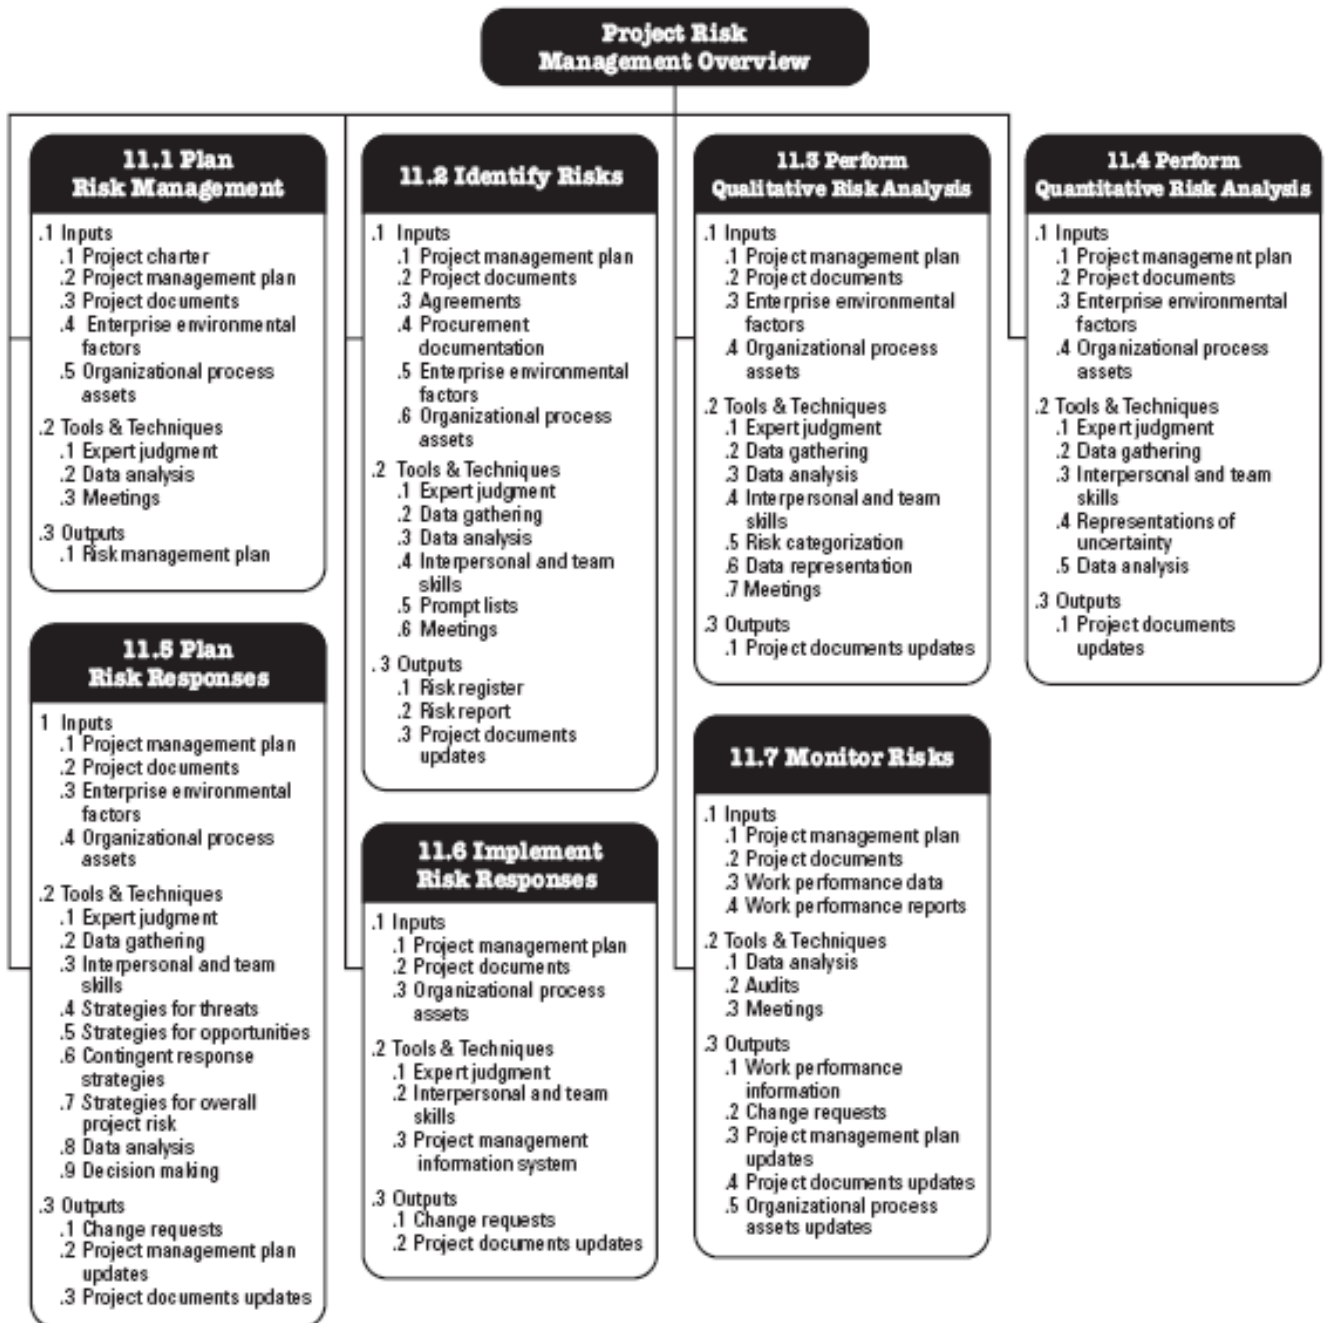 Project Risk
Management Overview
11.1 Plan
Risk Management
.1 Inputs
.1 Project charter
.2 Project management plan
.3 Project documents
.4 Enterprise environmental
factors
.5 Organizational process
assets
.2 Tools & Techniques
.1 Expert judgment
.2 Data analysis
.3 Meetings
.3 Outputs
.1 Risk management plan
11.2 Identify Risks
.1 Inputs
.1 Project management plan
.2 Project documents
.3 Agreements
.4 Procurement
documentation
.5 Enterprise environmental
factors
.6 Organizational process
assets
.2 Tools & Techniques
.1 Expert judgment
.2 Data gathering
.3 Data analysis
.4 Interpersonal and team
skills
.5 Prompt lists
.6 Meetings
.3 Outputs
.1 Risk register
.2 Risk report
.3 Project documents
updates
11.3 Perform
Qualitative Risk Analysis
.1 Inputs
.1 Project management plan
.2 Project documents
.3 Enterprise environmental
factors
.4 Organizational process
assets
.2 Tools & Techniques
.1 Expert judgment
.2 Data gathering
.3 Data analysis
.4 Interpersonal and team
skills
.5 Risk categorization
.6 Data representation
.7 Meetings
.3 Outputs
.1 Project documents updates
11.4 Perform
Quantitative Risk Analysis
.1 Inputs
.1 Project management plan
.2 Project documents
.3 Enterprise environmental
factors
.4 Organizational process
assets
.2 Tools & Techniques
.1 Expert judgment
.2 Data gathering
.3 Interpersonal and team
skills
.4 Representations of
uncertainty
.5 Data analysis
.3 Outputs
.1 Project documents
updates
11.5 Plan
Risk Responses
1 Inputs
.1 Project management plan
.2 Project documents
.3 Enterprise environmental
factors
.4 Organizational process
assets
.2 Tools & Techniques
.1 Expert judgment
.2 Data gathering
.3 Interpersonal and team
skills
.4 Strategies for threats
.5 Strategies for opportunities
.6 Contingent response
strategies
.7 Strategies for overall
project risk
.8 Data analysis
.9 Decision making
.3 Outputs
.1 Change requests
.2 Project management plan
updates
.3 Project documents updates
11.6 Implement
Risk Responses
.1 Inputs
.1 Project management plan
.2 Project documents
.3 Organizational process
assets
.2 Tools & Techniques
.1 Expert judgment
.2 Interpersonal and team
skills
.3 Project management
information system
.3 Outputs
.1 Change requests
.2 Project documents updates
11.7 Monitor Risks
.1 Inputs
.1 Project management plan
.2 Project documents
.3 Work performance data
.4 Work performance reports
.2 Tools & Techniques
.1 Data analysis
.2 Audits
.3 Meetings
.3 Outputs
.1 Work performance
information
.2 Change requests
.3 Project management plan
updates
.4 Project documents updates
.5 Organizational process
assets updates